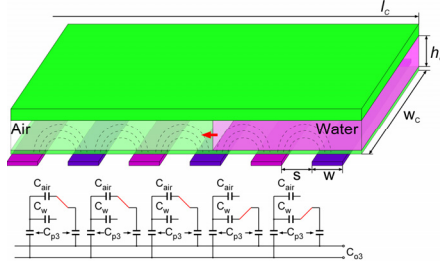 l_c
h
W_C
Air
Water
S
W
C_air C_air C_air C_air C_air
C_w C_w C_w C_w C_w
C_p3 C_p3 C_p3 C_p3 C_p3
C_o3